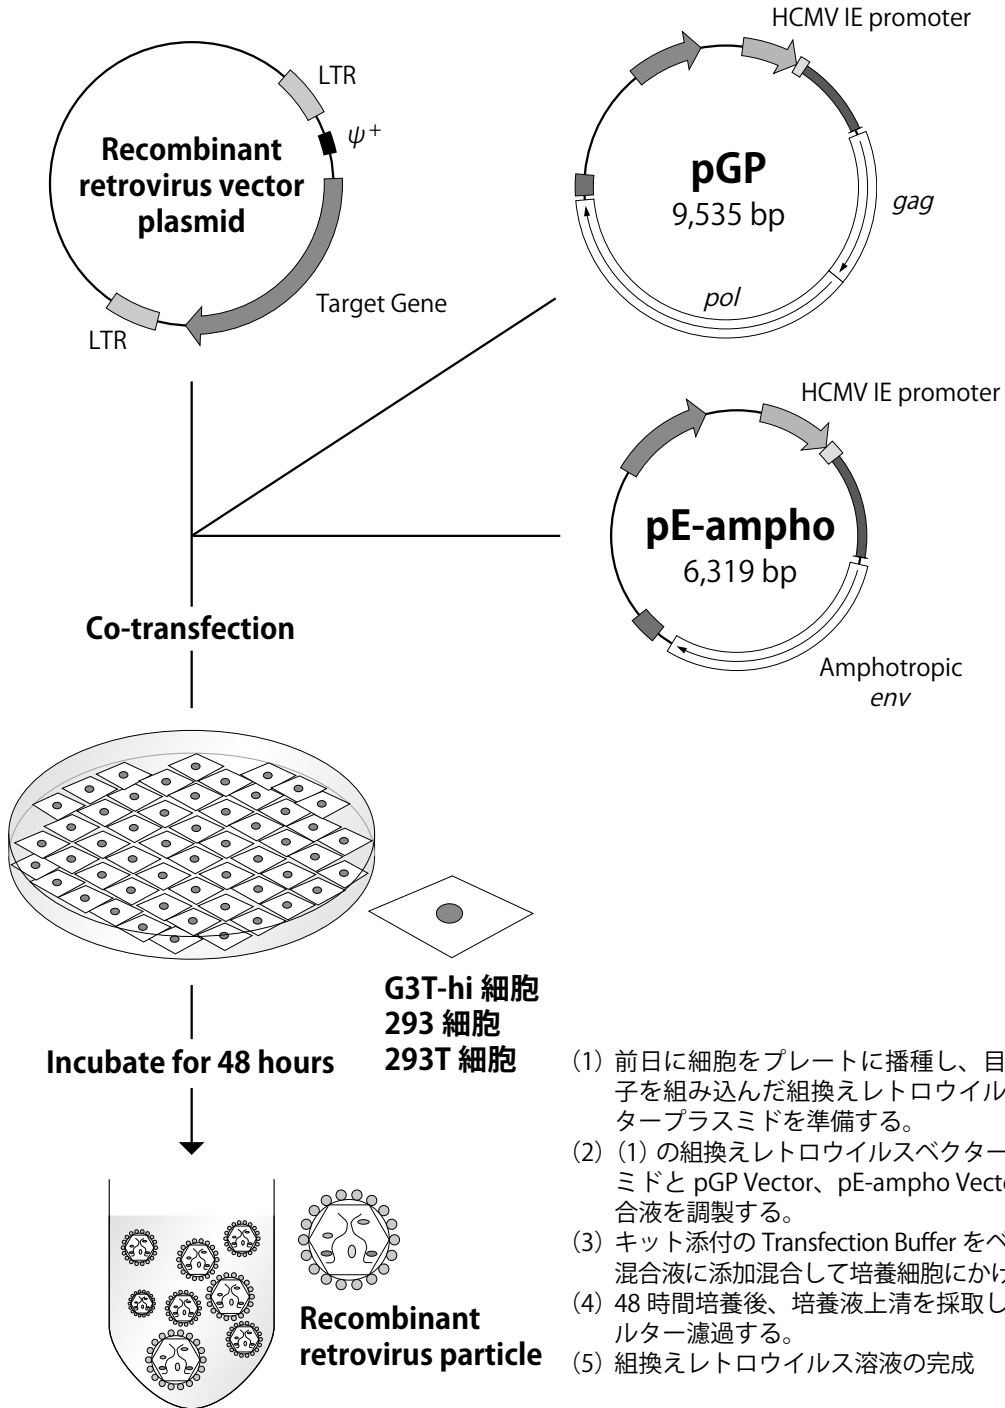 HCMV IE promoter
LTR
ψ+
Recombinant
retrovirus vector
plasmid
pGP
9,535 bp
gag
pol
Target Gene
LTR
HCMV IE promoter
pE-ampho
6,319 bp
Co-transfection
Amphotropic
env
G3T-hi 細胞
293 細胞
293T 細胞
Incubate for 48 hours
Recombinant
retrovirus particle
(1) 前日に細胞をプレートに播種し、目
子を組み込んだ組換えレトロウイル
タープラスミドを準備する。
(2) (1) の組換えレトロウイルスベクター
ミドと pGP Vector、pE-ampho Vect
合液を調製する。
(3) キット添付の Transfection Buffer をベ
混合液に添加混合して培養細胞にかけ
(4) 48 時間培養後、培養液上清を採取し
ルター濾過する。
(5) 組換えレトロウイルス溶液の完成